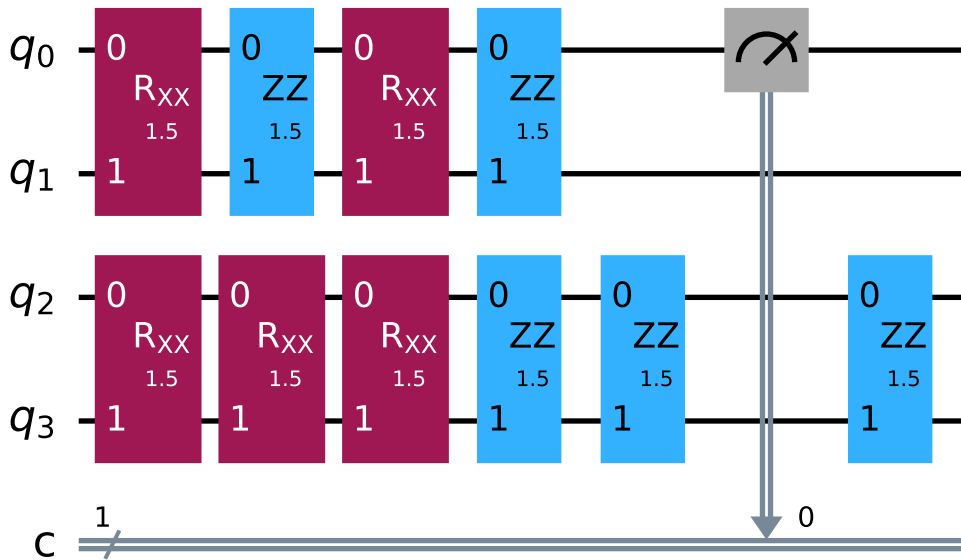 q0 0 0 0 0
RXX ZZ RXX ZZ
1.5 1.5 1.5 1.5
q1 1 1 1 1
q2 0 0 0 0 0 0
RXX RXX RXX ZZ ZZ ZZ
1.5 1.5 1.5 1.5 1.5 1.5
q3 1 1 1 1 1 1
1 0
c